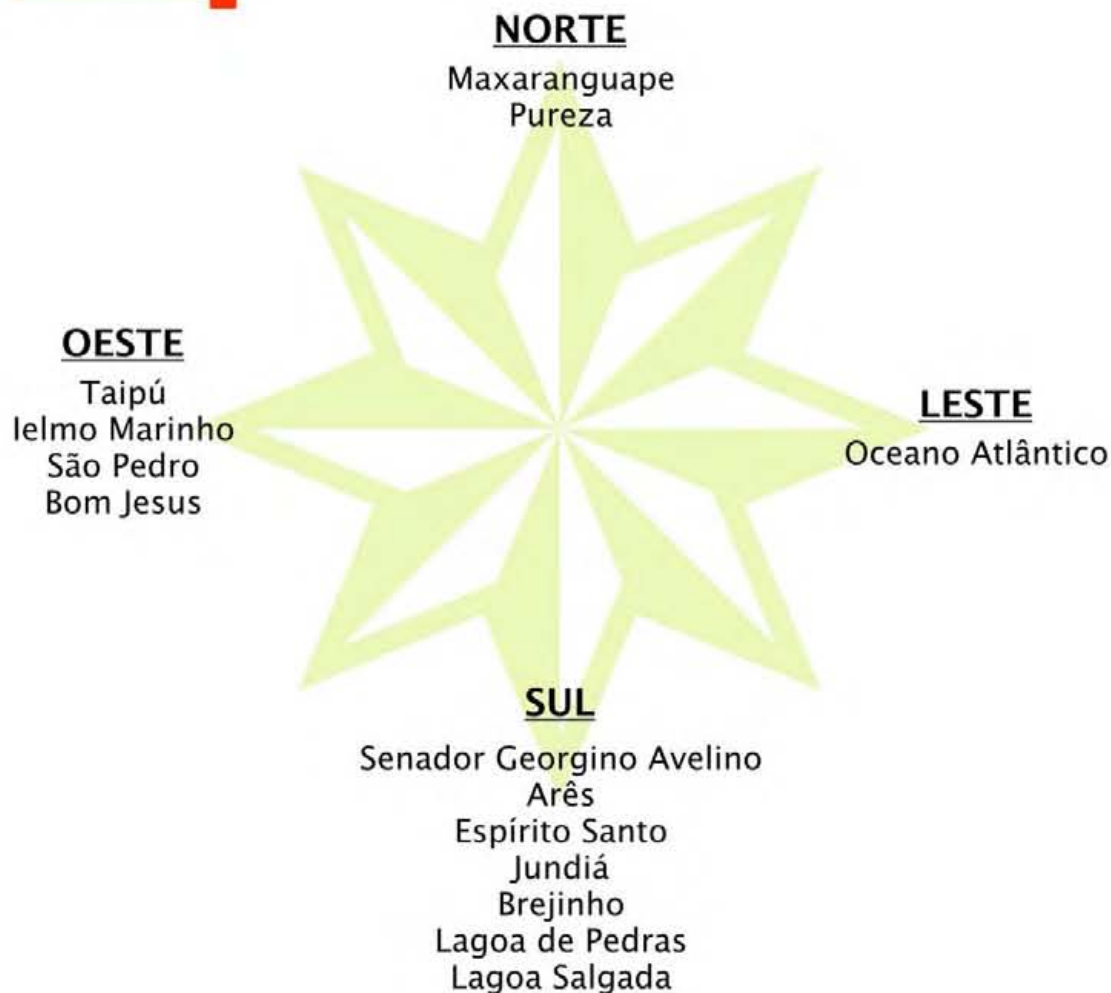 NORTE
Maxaranguape
Pureza
OESTE
Taipú
Ielmo Marinho
São Pedro
Bom Jesus
LESTE
Oceano Atlântico
SUL
Senador Georgino Avelino
Arês
Espírito Santo
Jundiá
Brejinho
Lagoa de Pedras
Lagoa Salgada